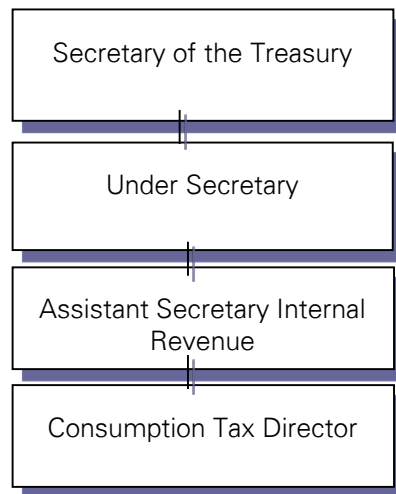 Secretary of the Treasury
Under Secretary
Assistant Secretary Internal
Revenue
Consumption Tax Director